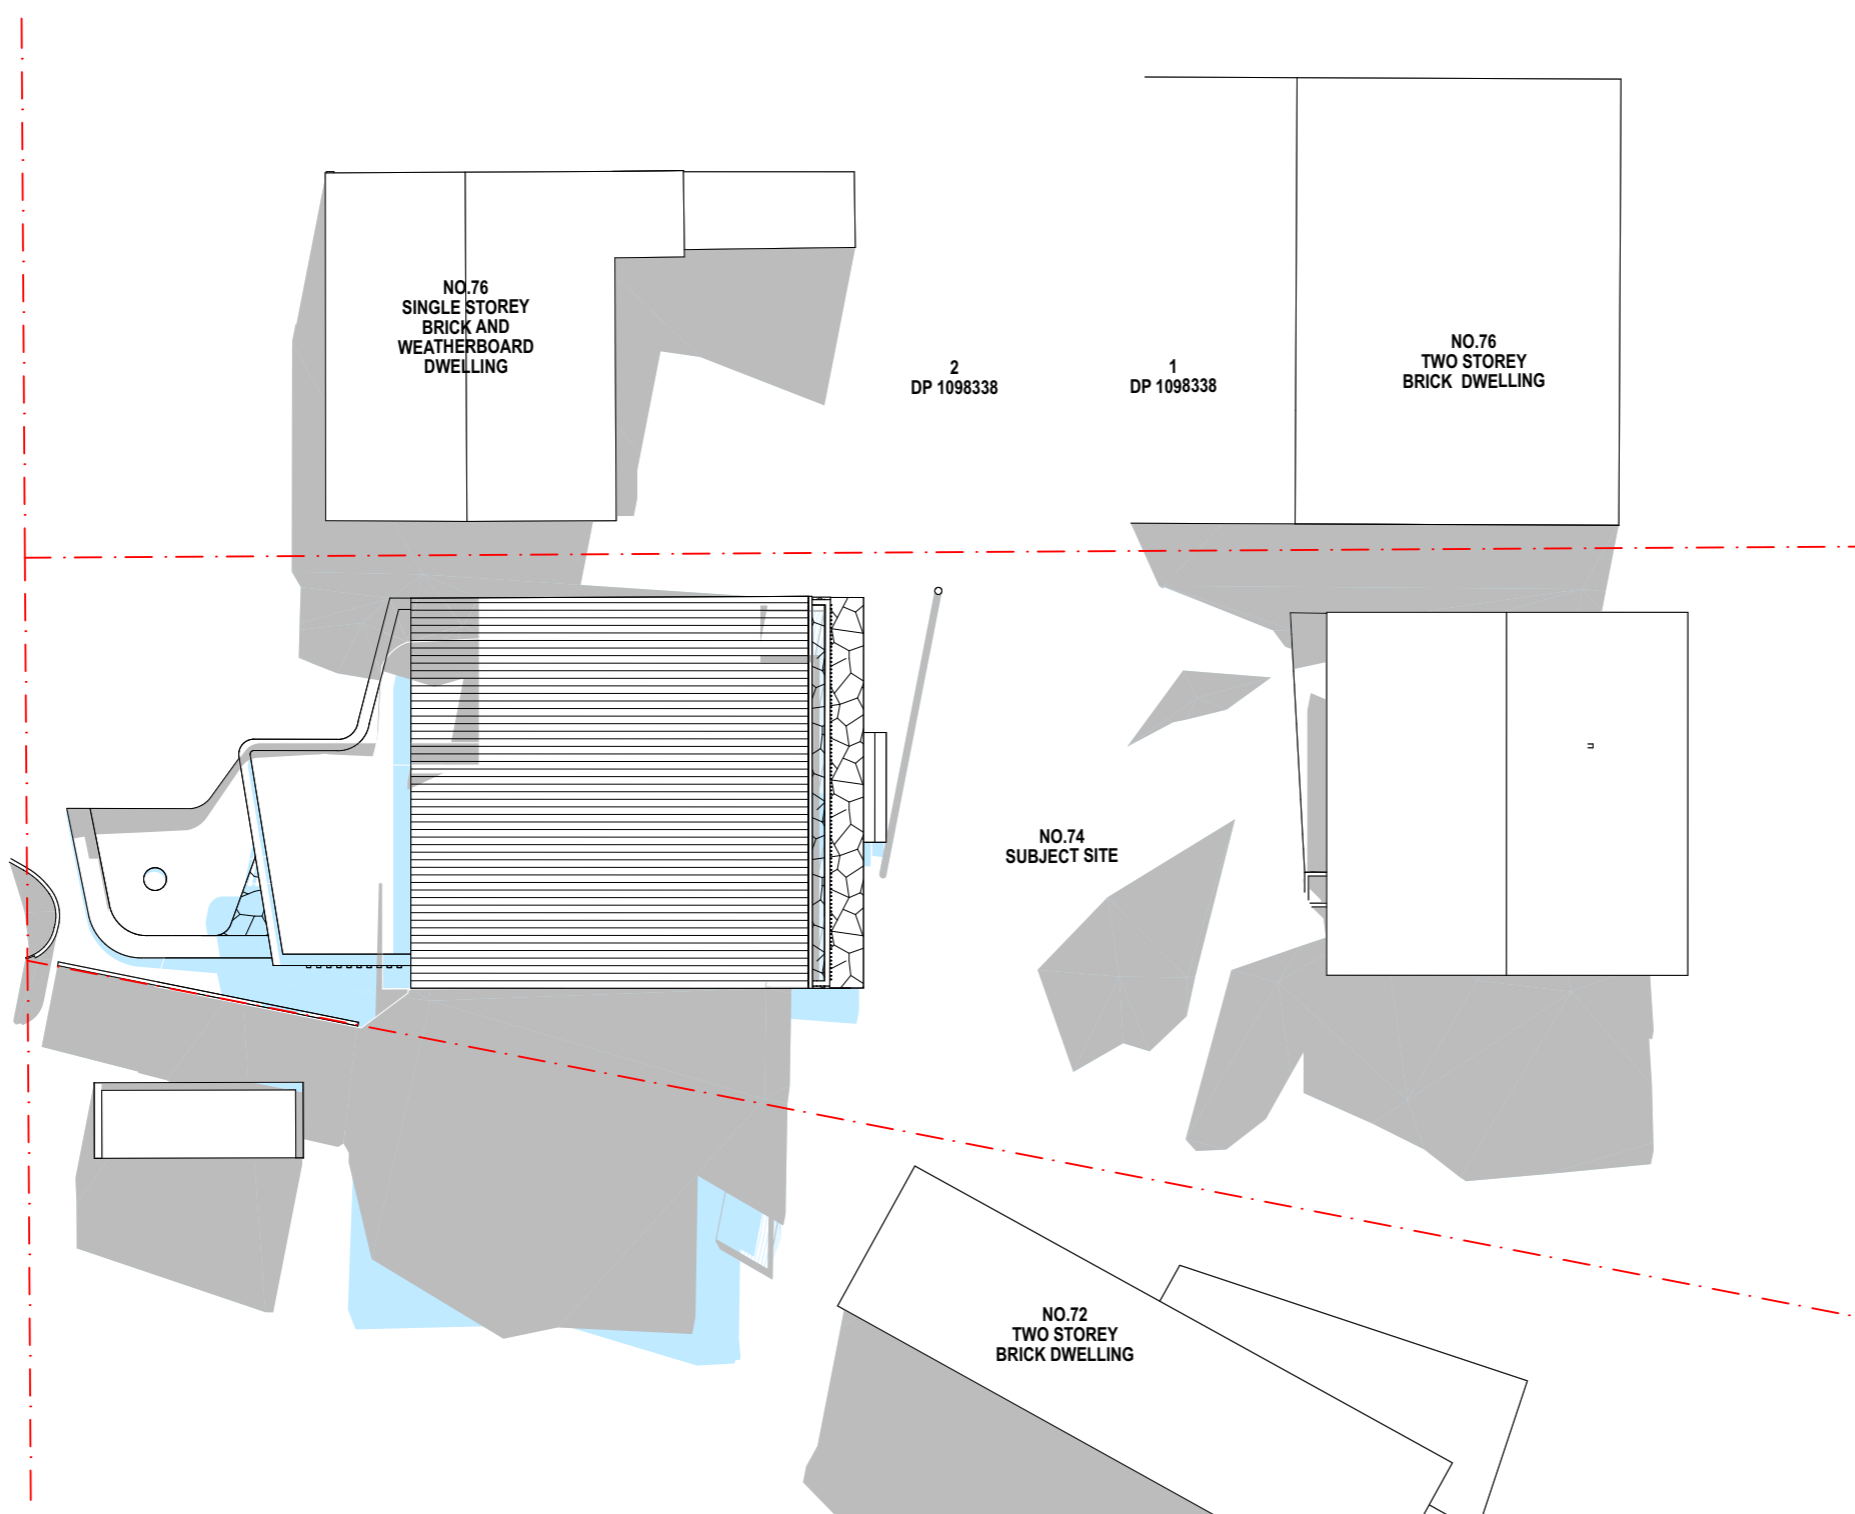 NO.76
SINGLE STOREY
BRICK AND
WEATHERBOARD
DWELLING
2
DP 1098338
1
DP 1098338
NO.76
TWO STOREY
BRICK DWELLING
NO.74
SUBJECT SITE
NO.72
TWO STOREY
BRICK DWELLING